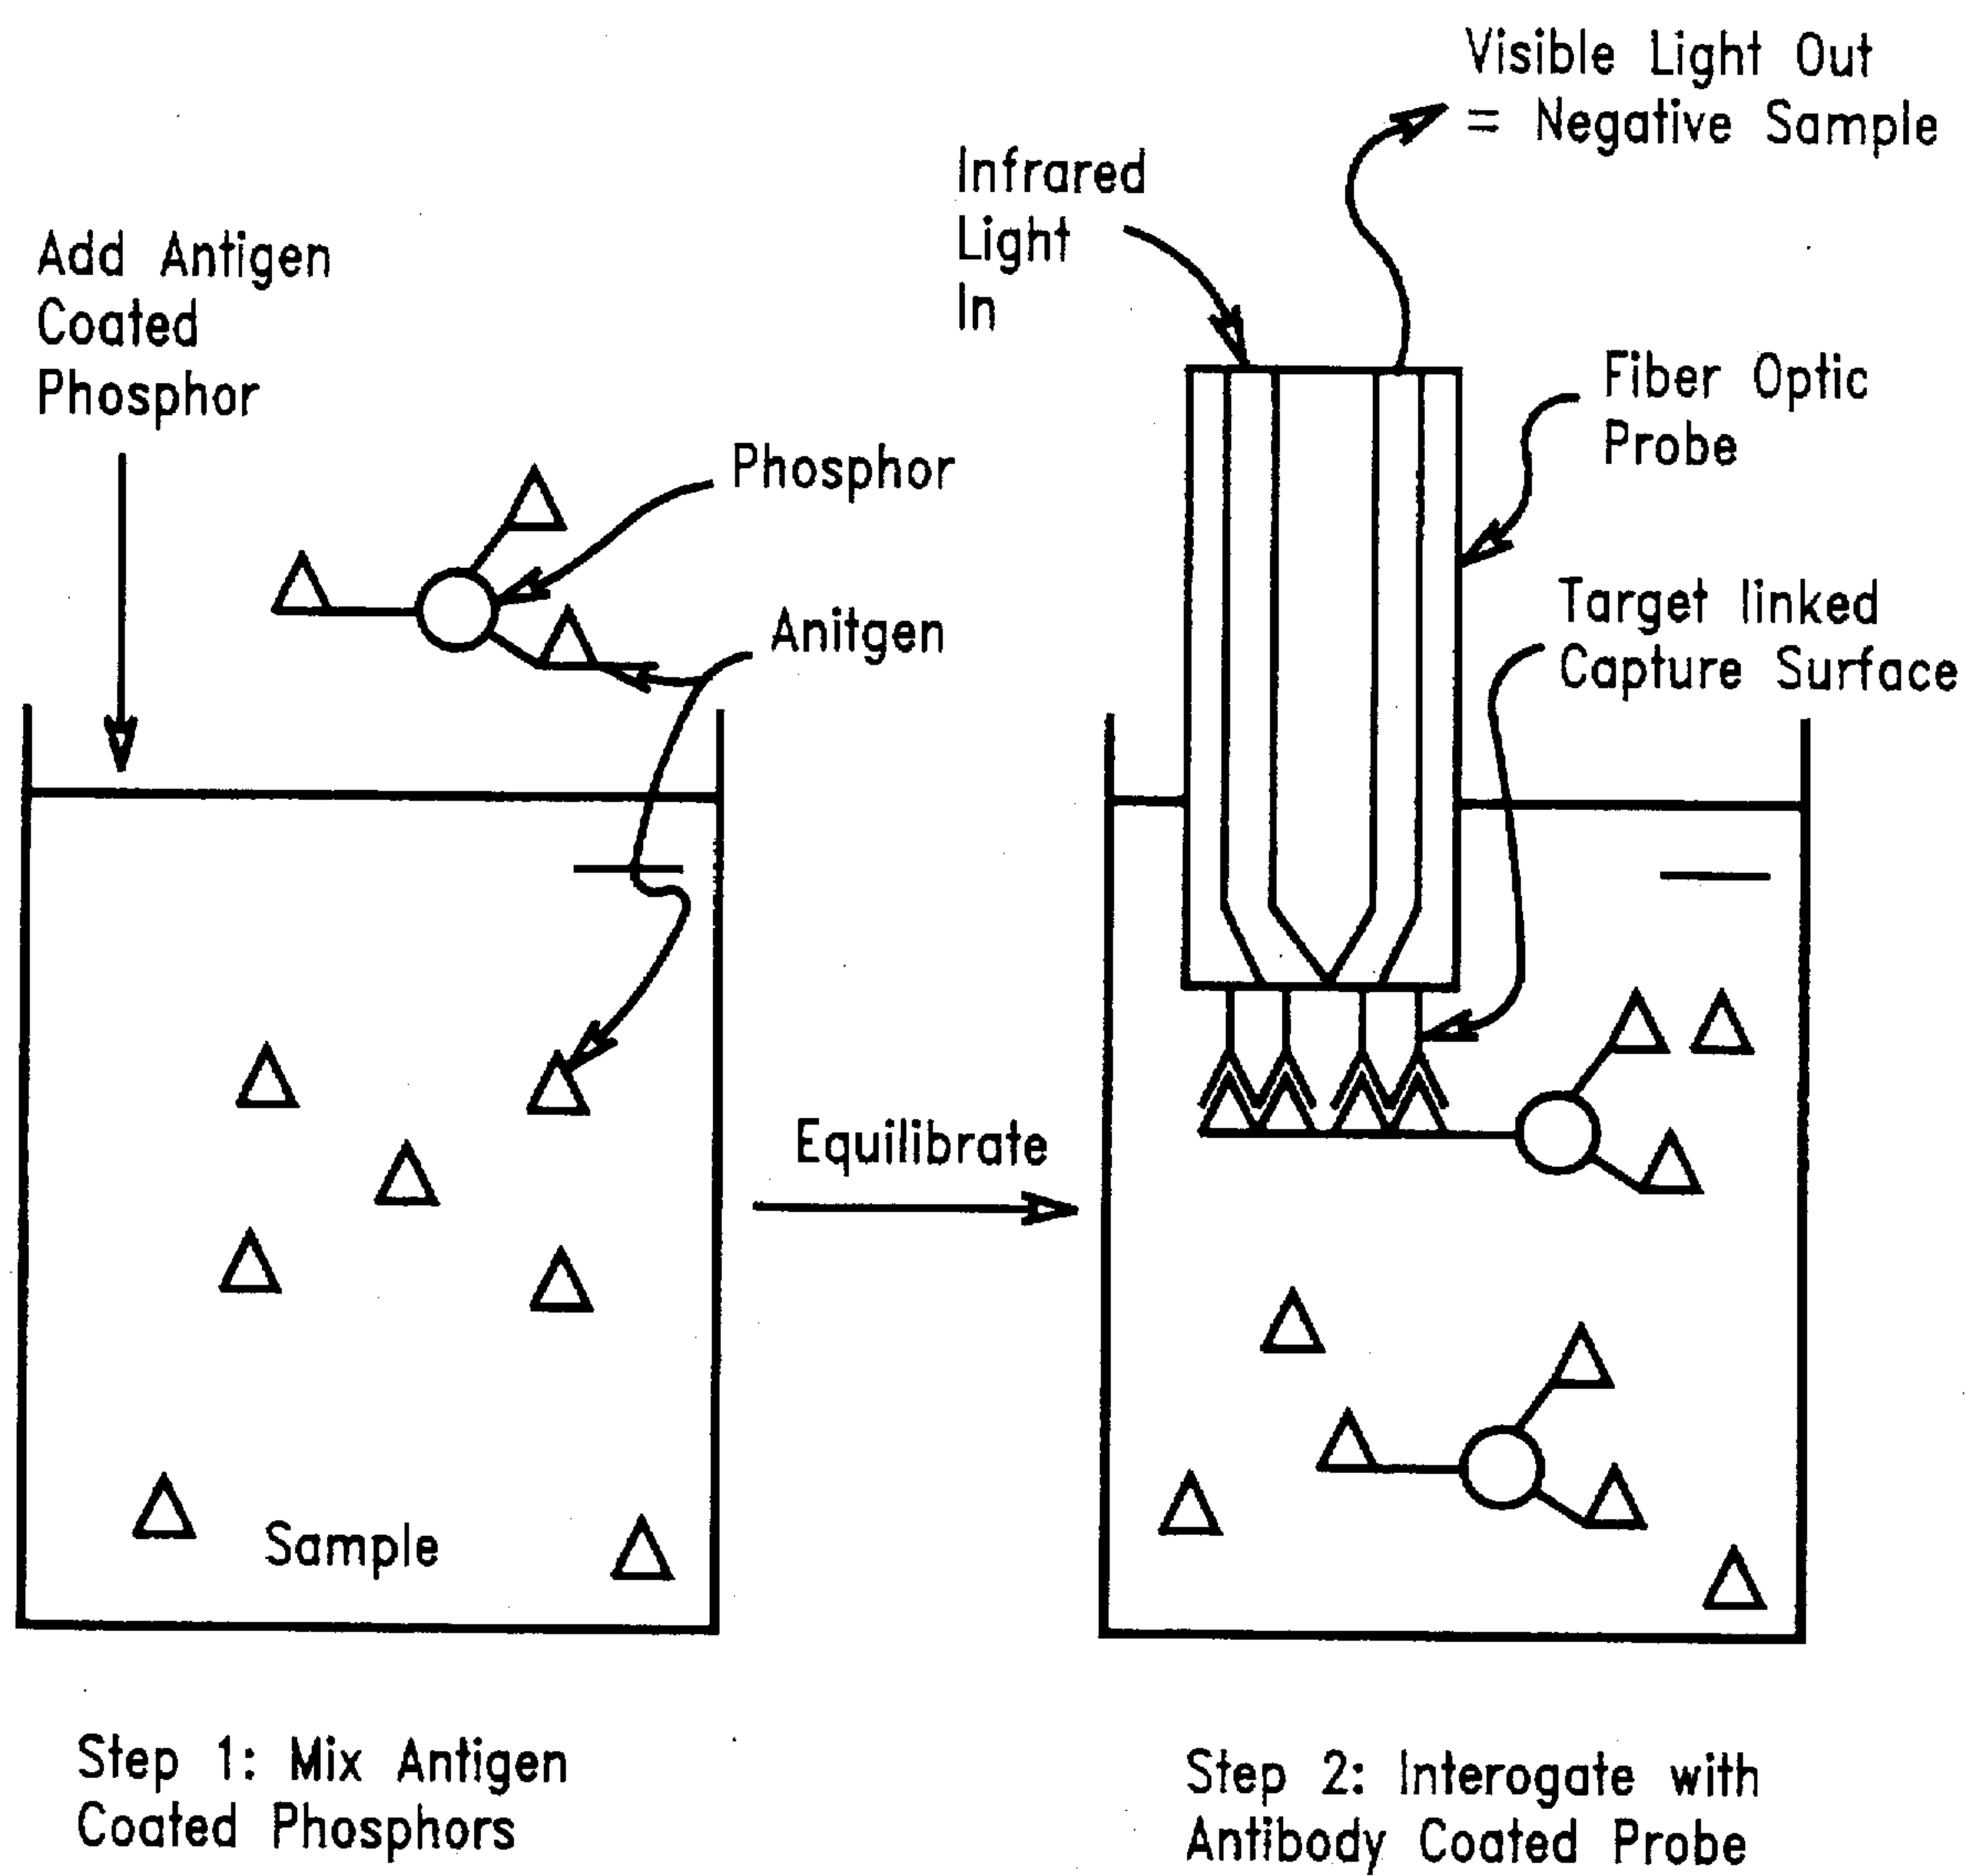 Visible Light Out
= Negative Sample
Infrared
Light
In
Add Antigen
Coated
Phosphor
Fiber Optic
Probe
Phosphor
Target linked
Capture Surface
Anitgen
Equilibrate
Sample
Step 1: Mix Antigen
Coated Phosphors
Step 2: Interogate with
Antibody Coated Probe